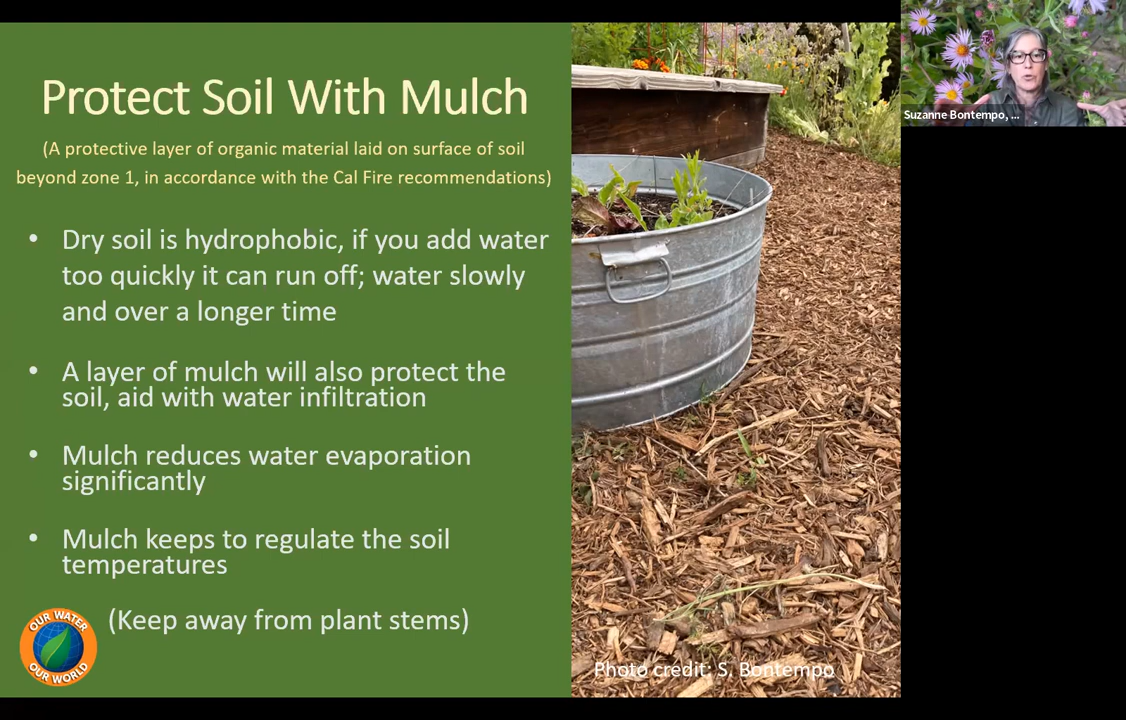 Protect Soil With Mulch
(A protective layer of organic material laid on surface of soil
beyond zone 1, in accordance with the Cal Fire recommendations)
• Dry soil is hydrophobic, if you add water
too quickly it can run off; water slowly
and over a longer time
• A layer of mulch will also protect the
soil, aid with water infiltration
• Mulch reduces water evaporation
significantly
• Mulch keeps to regulate the soil
temperatures
(Keep away from plant stems)
OUR WATER
OUR WORLD
Photo credit: S. Bontempo
Suzanne Bontempo, ...